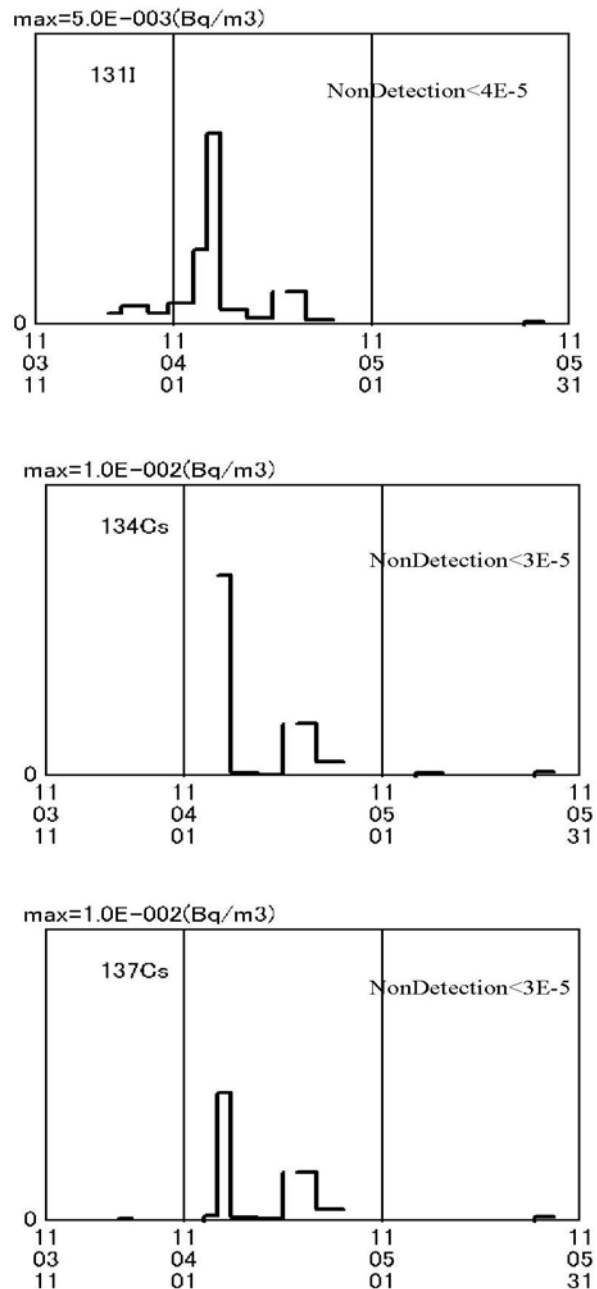 max=5.0E-003(Bq/m3)
131I
NonDetection<4E-5
0
11 11 11 11
03 04 05 05
11 01 01 31
max=1.0E-002(Bq/m3)
134Cs
NonDetection<3E-5
0
11 11 11 11
03 04 05 05
11 01 01 31
max=1.0E-002(Bq/m3)
137Cs
NonDetection<3E-5
0
11 11 11 11
03 04 05 05
11 01 01 31